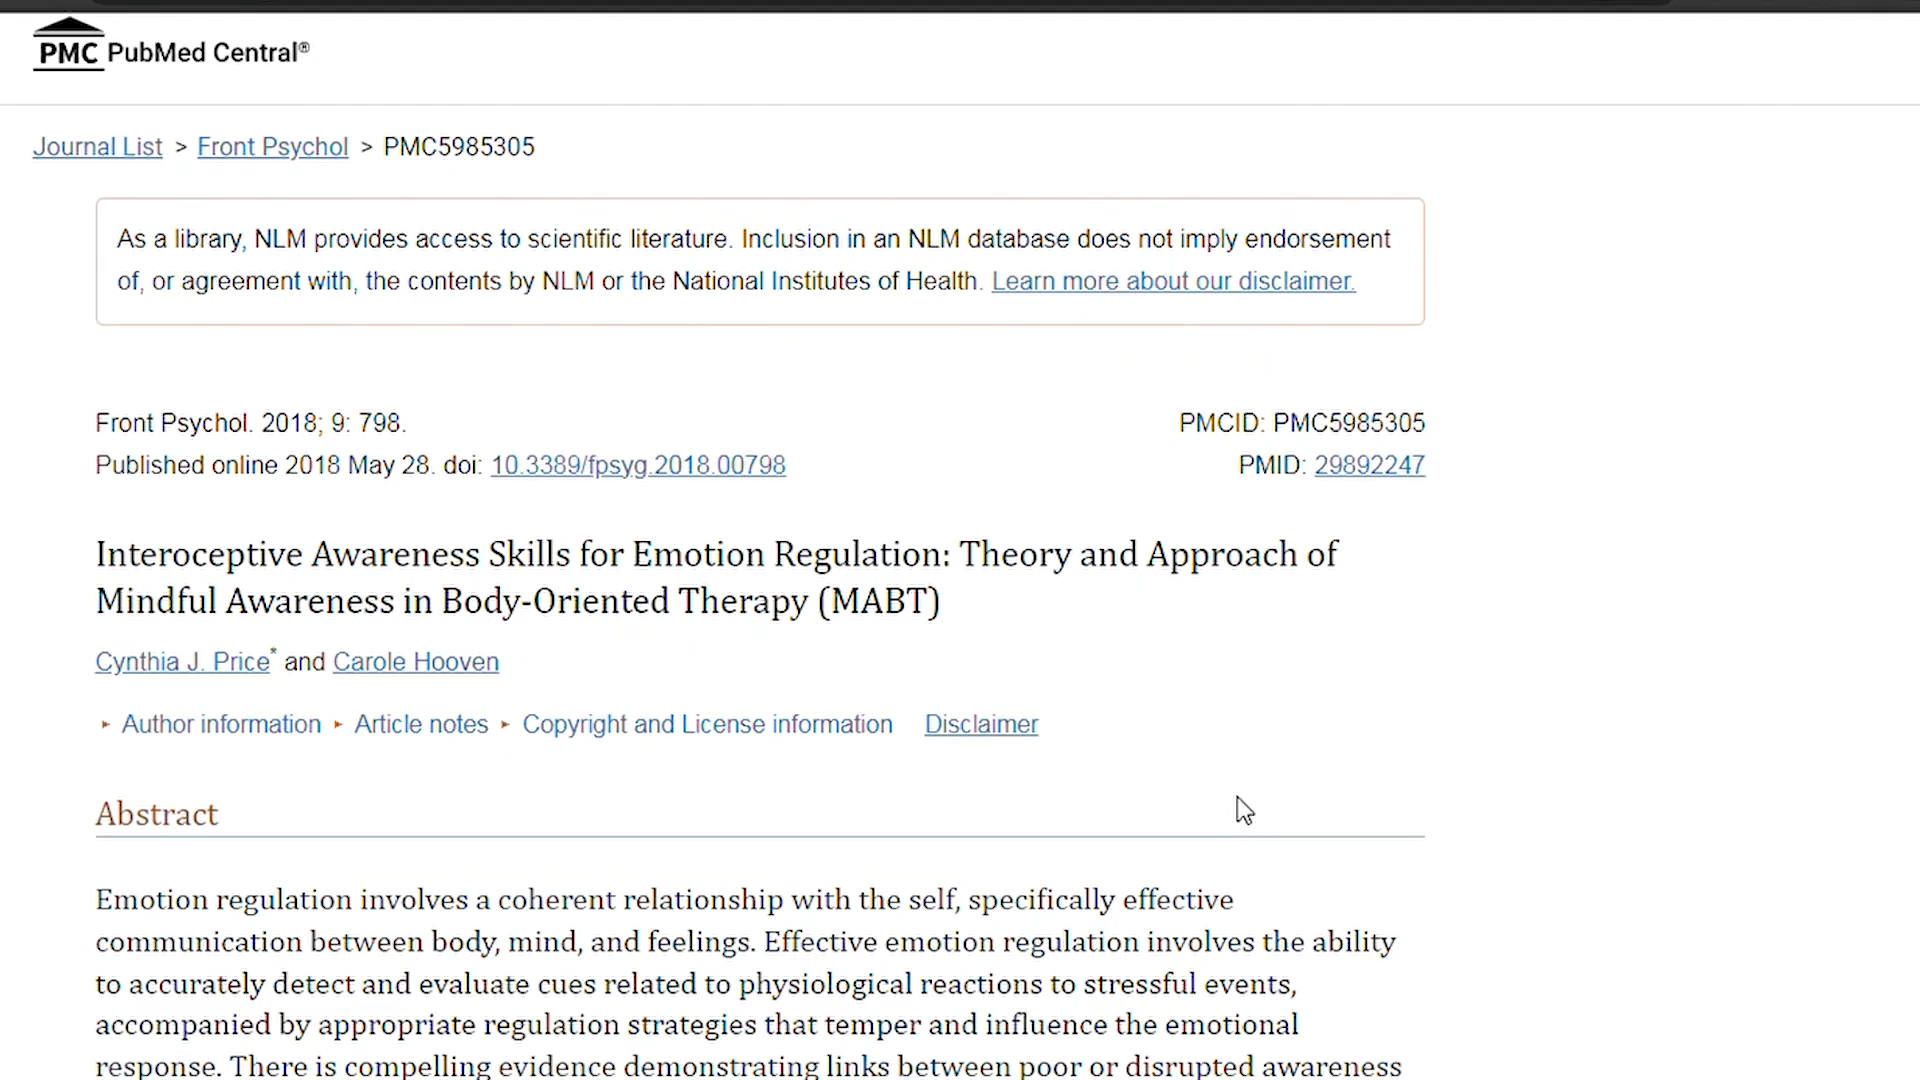 PMC PubMed Central®
Journal List > Front Psychol > PMC5985305
As a library, NLM provides access to scientific literature. Inclusion in an NLM database does not imply endorsement
of, or agreement with, the contents by NLM or the National Institutes of Health. Learn more about our disclaimer.
Front Psychol. 2018; 9: 798.
PMCID: PMC5985305
Published online 2018 May 28. doi: 10.3389/fpsyg.2018.00798
PMID: 29892247
Interoceptive Awareness Skills for Emotion Regulation: Theory and Approach of
Mindful Awareness in Body-Oriented Therapy (MABT)
Cynthia J. Price* and Carole Hooven
▸ Author information ▸ Article notes ▸ Copyright and License information Disclaimer
Abstract
Emotion regulation involves a coherent relationship with the self, specifically effective
communication between body, mind, and feelings. Effective emotion regulation involves the ability
to accurately detect and evaluate cues related to physiological reactions to stressful events,
accompanied by appropriate regulation strategies that temper and influence the emotional
response. There is compelling evidence demonstrating links between poor or disrupted awareness